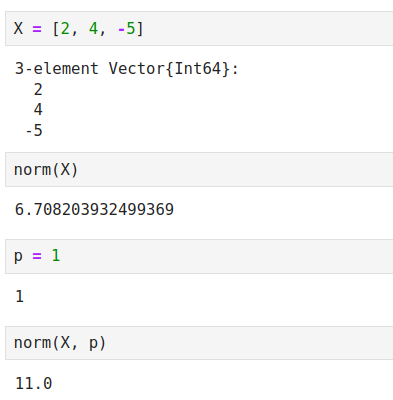 X = [2, 4, -5]
3-element Vector{Int64}:
  2
  4
 -5
norm(X)
6.708203932499369
p = 1
1
norm(X, p)
11.0